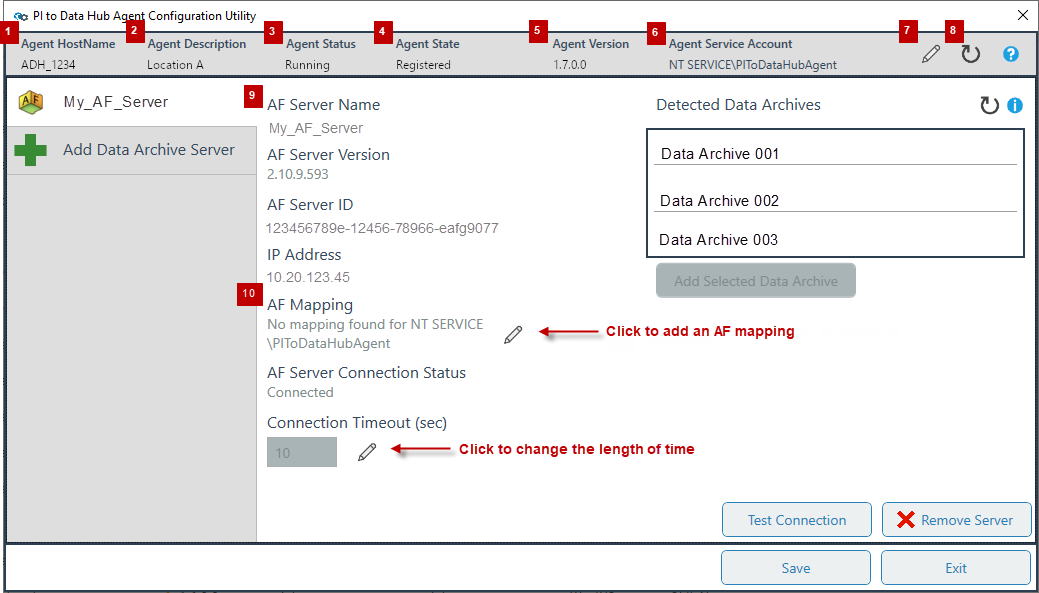 PI to Data Hub Agent Configuration Utility
1 2 3 4 5 6 7 8
Agent HostName Agent Description Agent Status Agent State Agent Version Agent Service Account
ADH_1234 Location A Running Registered 1.7.0.0 NT SERVICE\PIToDataHubAgent
My_AF_Server
Add Data Archive Server
9
AF Server Name
My_AF_Server
AF Server Version
2.10.9.593
AF Server ID
123456789e-12456-78966-eafg9077
IP Address
10.20.123.45
10
AF Mapping
No mapping found for NT SERVICE
\PIToDataHubAgent
Click to add an AF mapping
AF Server Connection Status
Connected
Connection Timeout (sec)
10
Click to change the length of time
Detected Data Archives
Data Archive 001
Data Archive 002
Data Archive 003
Add Selected Data Archive
Test Connection Remove Server
Save Exit